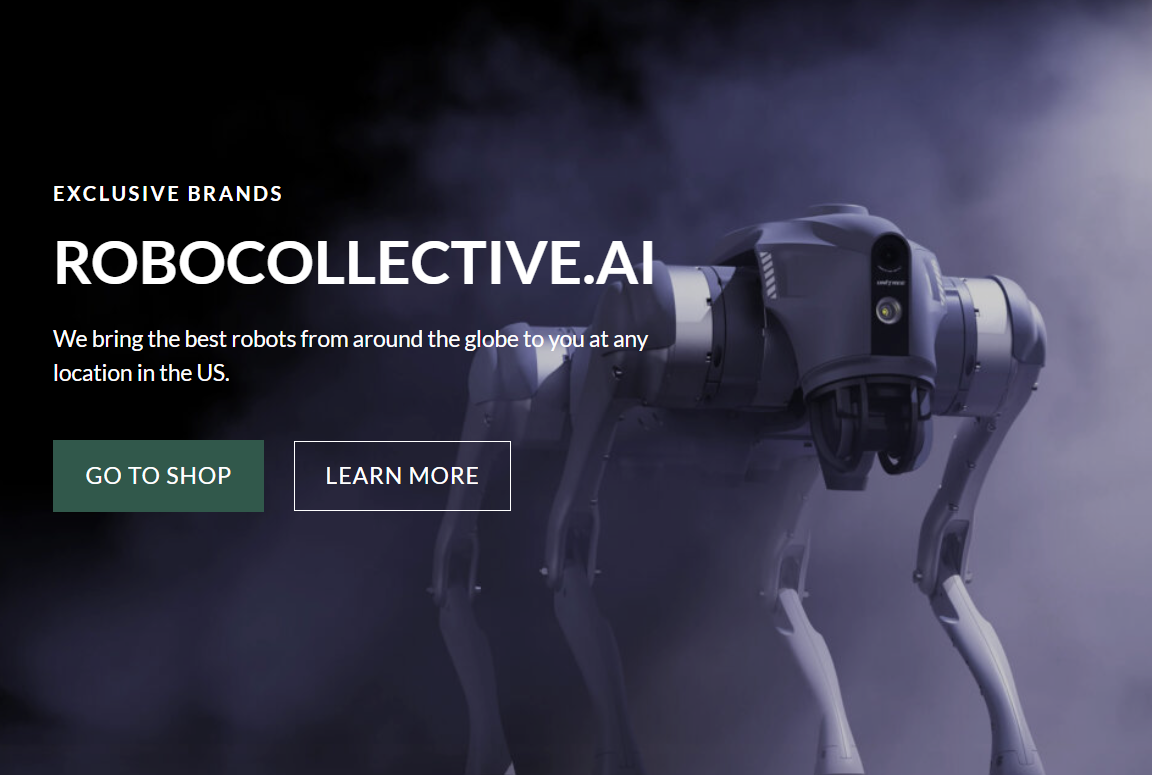 EXCLUSIVE BRANDS
ROBOCOLLECTIVE.AI
We bring the best robots from around the globe to you at any
location in the US.
GO TO SHOP
LEARN MORE